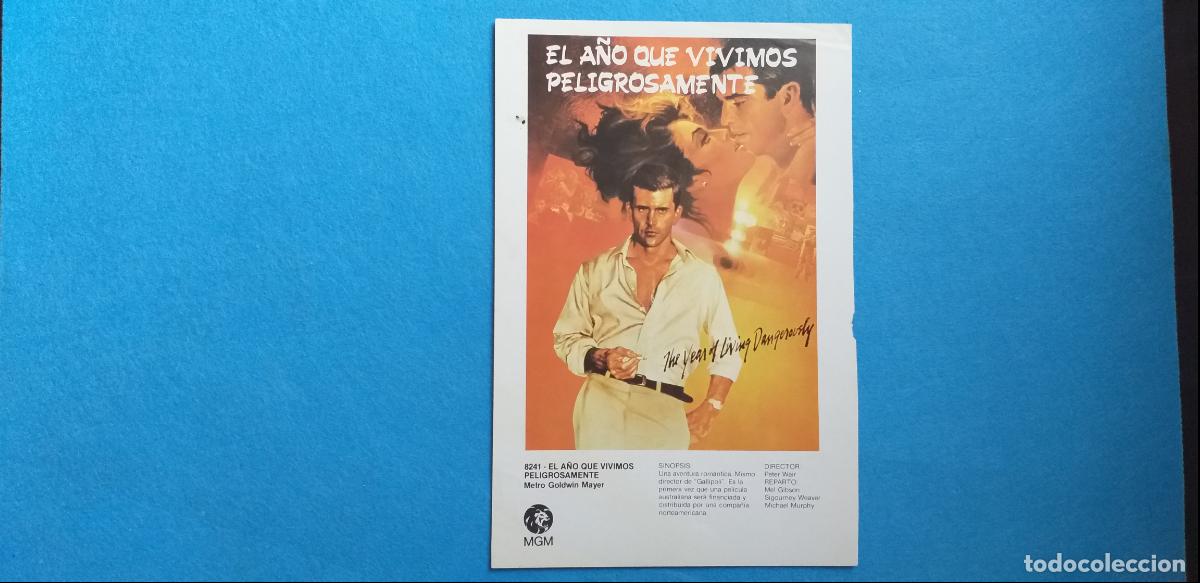 EL AÑO QUE VIVIMOS
PELIGROSAMENTE
The Year of Living Dangerously
8241 - EL AÑO QUE VIVIMOS
PELIGROSAMENTE
Metro Goldwin Mayer
MGM
SINOPSIS
Una aventura romántica. Mismo
director de "Gallipoli". Es la
primera vez que una película
australiana será financiada y
distribuida por una compañía
norteamericana.
DIRECTOR
Peter Weir
REPARTO
Mel Gibson
Sigourney Weaver
Michael Murphy
todocoleccion